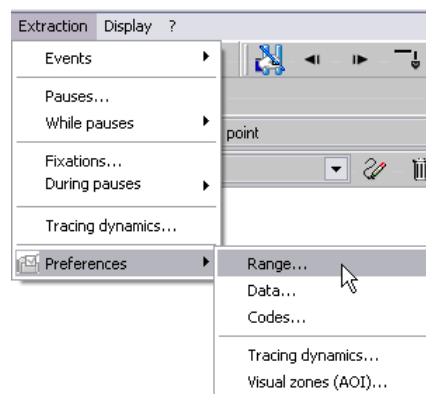 Extraction Display ?
Events
Pauses...
While pauses
point
Fixations...
During pauses
Tracing dynamics...
Preferences
Range...
Data...
Codes...
Tracing dynamics...
Visual zones (AOI)...